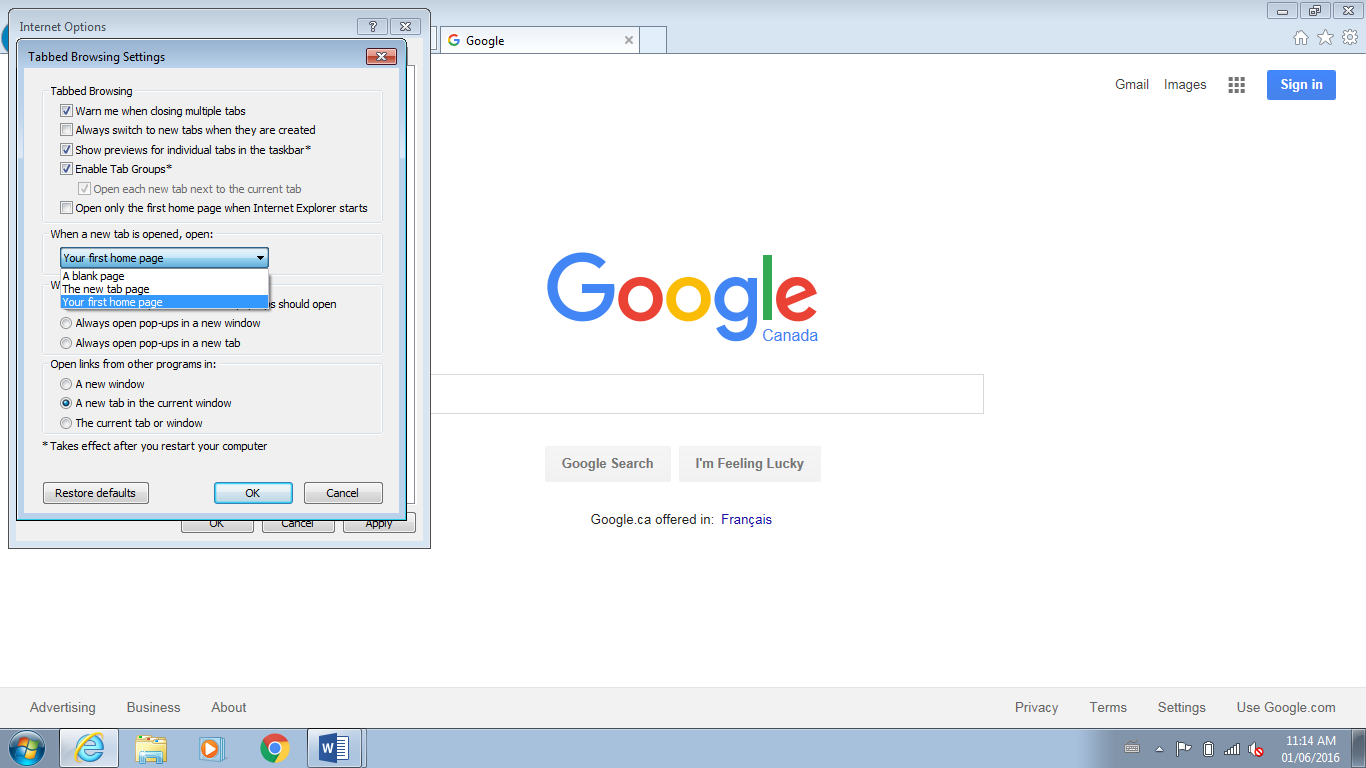 Internet Options
Tabbed Browsing Settings
Tabbed Browsing
Warn me when closing multiple tabs
Always switch to new tabs when they are created
Show previews for individual tabs in the taskbar*
Enable Tab Groups*
Open each new tab next to the current tab
Open only the first home page when Internet Explorer starts
When a new tab is opened, open:
Your first home page
A blank page
The new tab page
Your first home page
should open
Always open pop-ups in a new window
Always open pop-ups in a new tab
Open links from other programs in:
A new window
A new tab in the current window
The current tab or window
* Takes effect after you restart your computer
Restore defaults
OK
Cancel
OK
Cancel
Apply
Google
Gmail
Images
Sign in
Google
Canada
Google Search
I'm Feeling Lucky
Google.ca offered in: Français
Advertising
Business
About
Privacy
Terms
Settings
Use Google.com
11:14 AM
01/06/2016